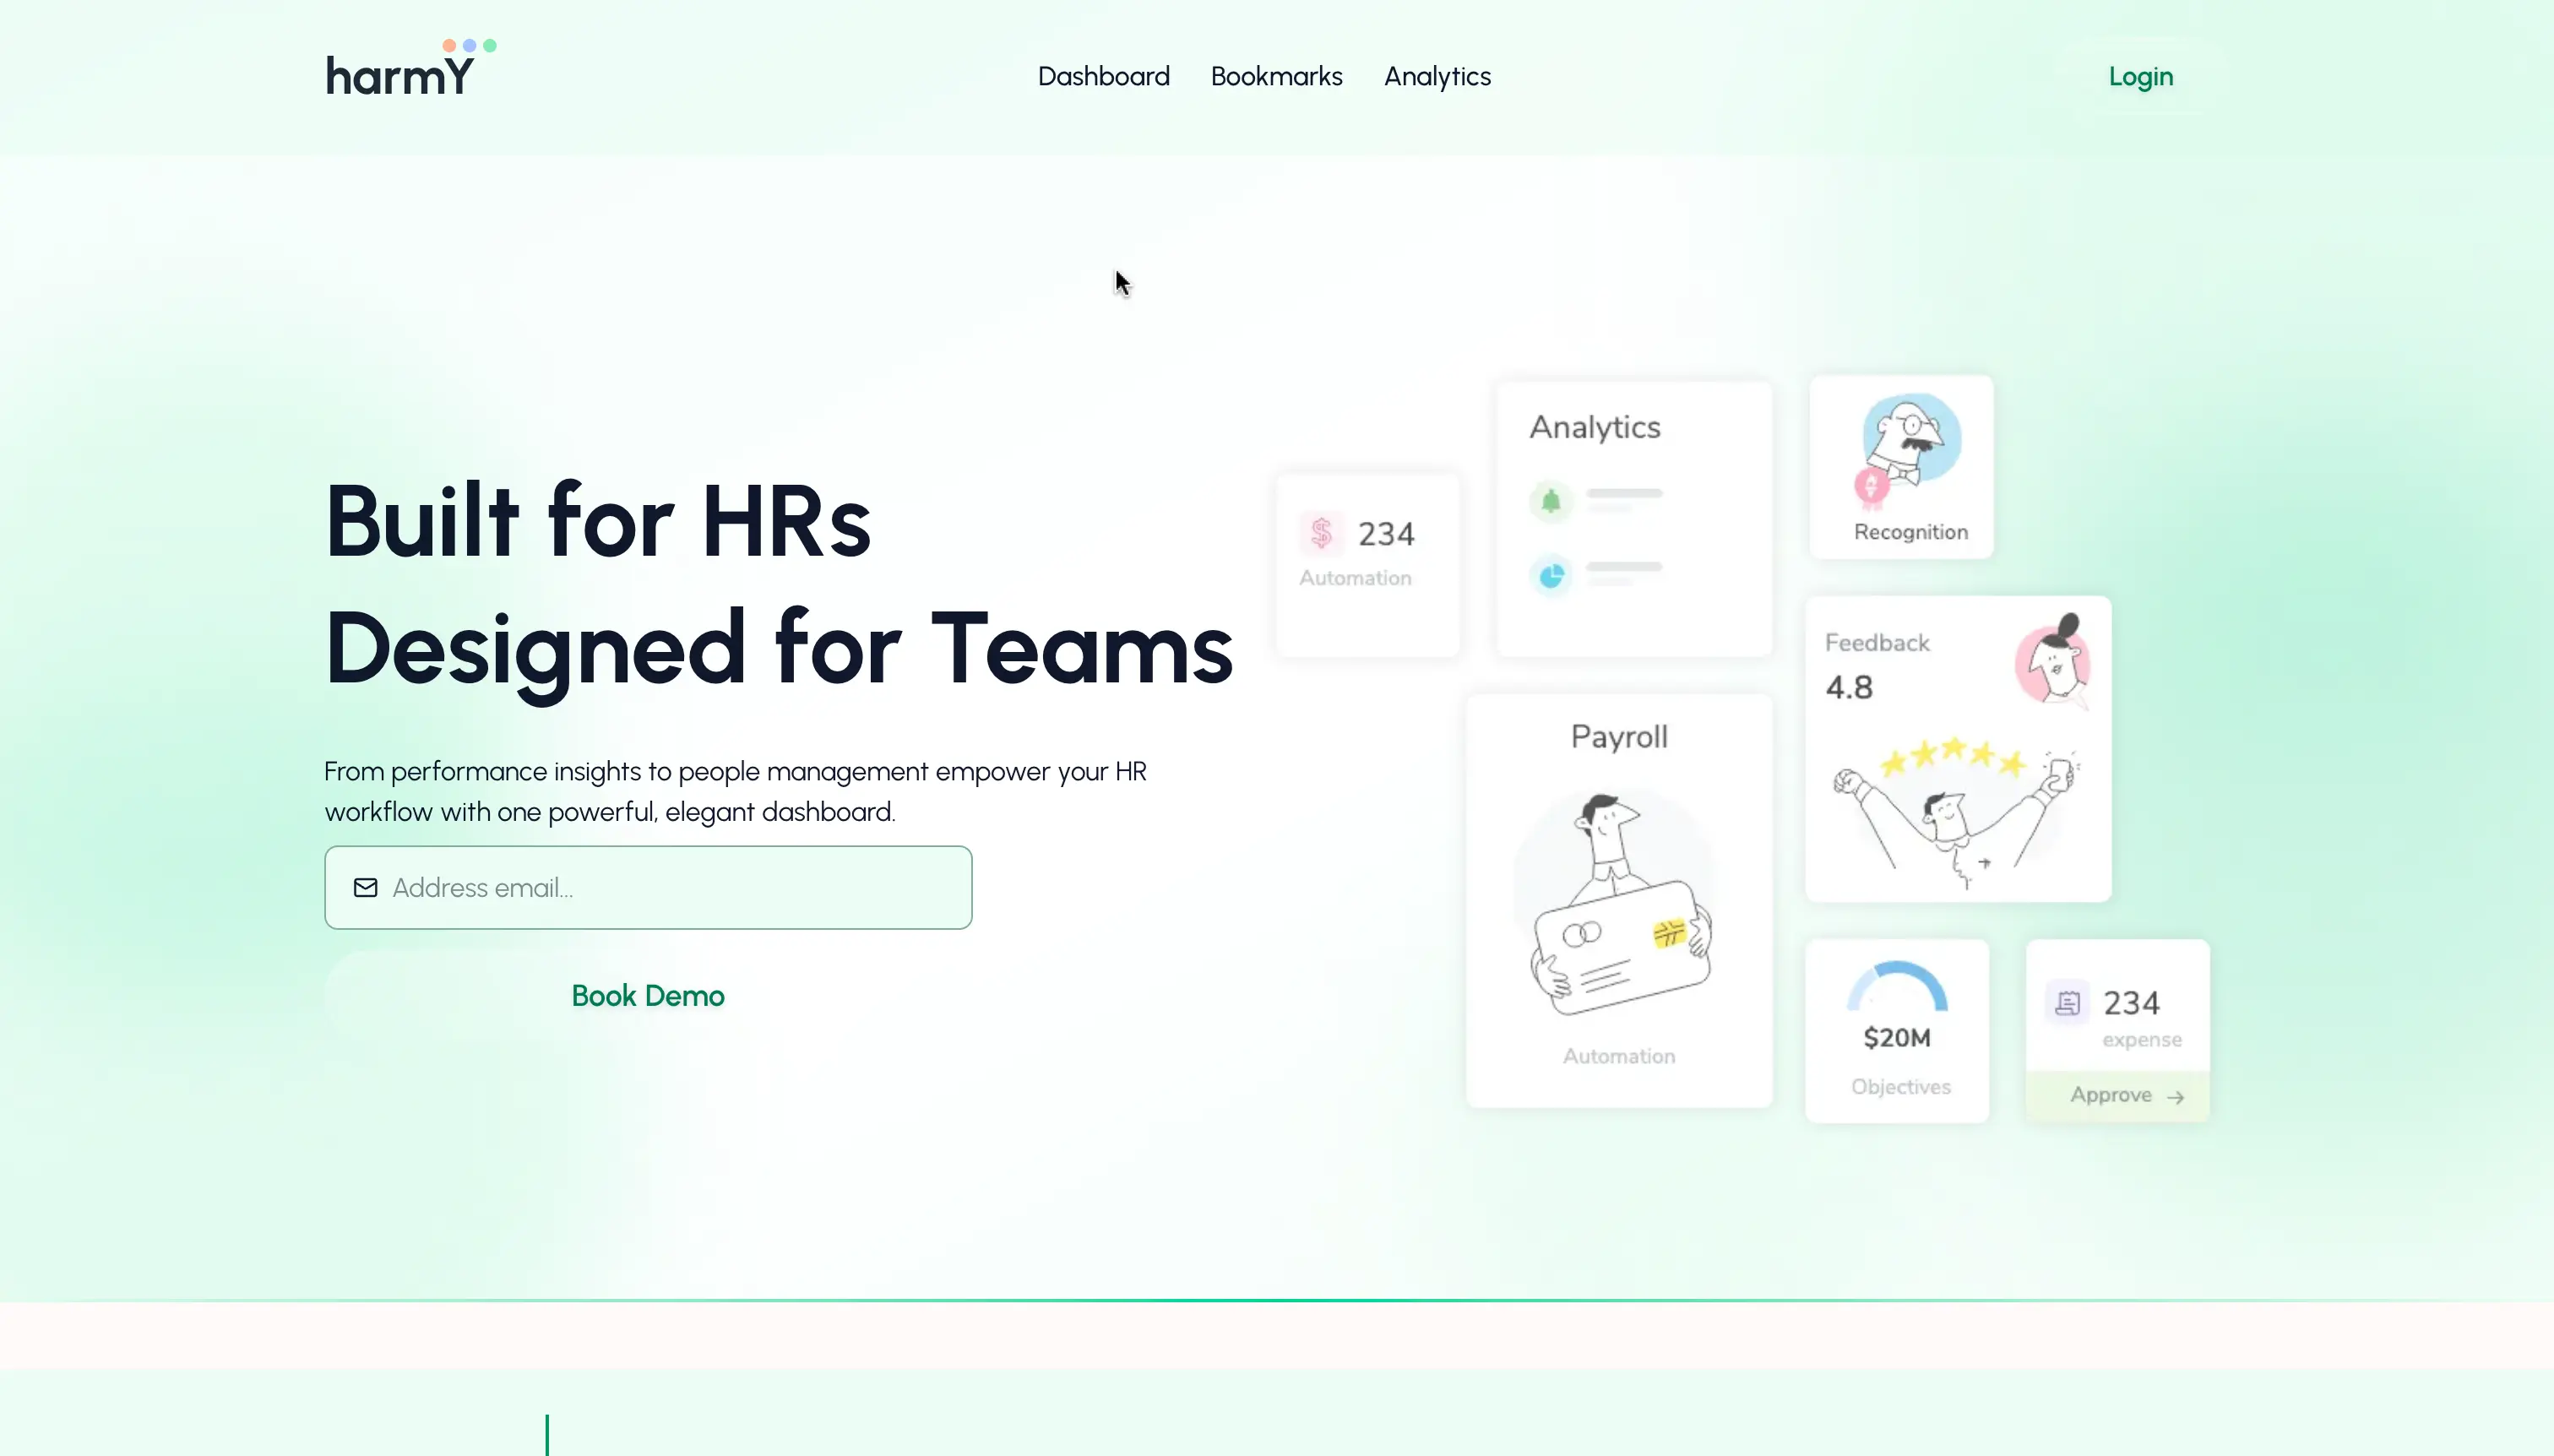 harmY
Dashboard Bookmarks Analytics
Login
Built for HRs
Designed for Teams
From performance insights to people management empower your HR
workflow with one powerful, elegant dashboard.
Address email...
Book Demo
234
Automation
Analytics
Recognition
Feedback
4.8
Payroll
Automation
$20M
Objectives
234
expense
Approve →